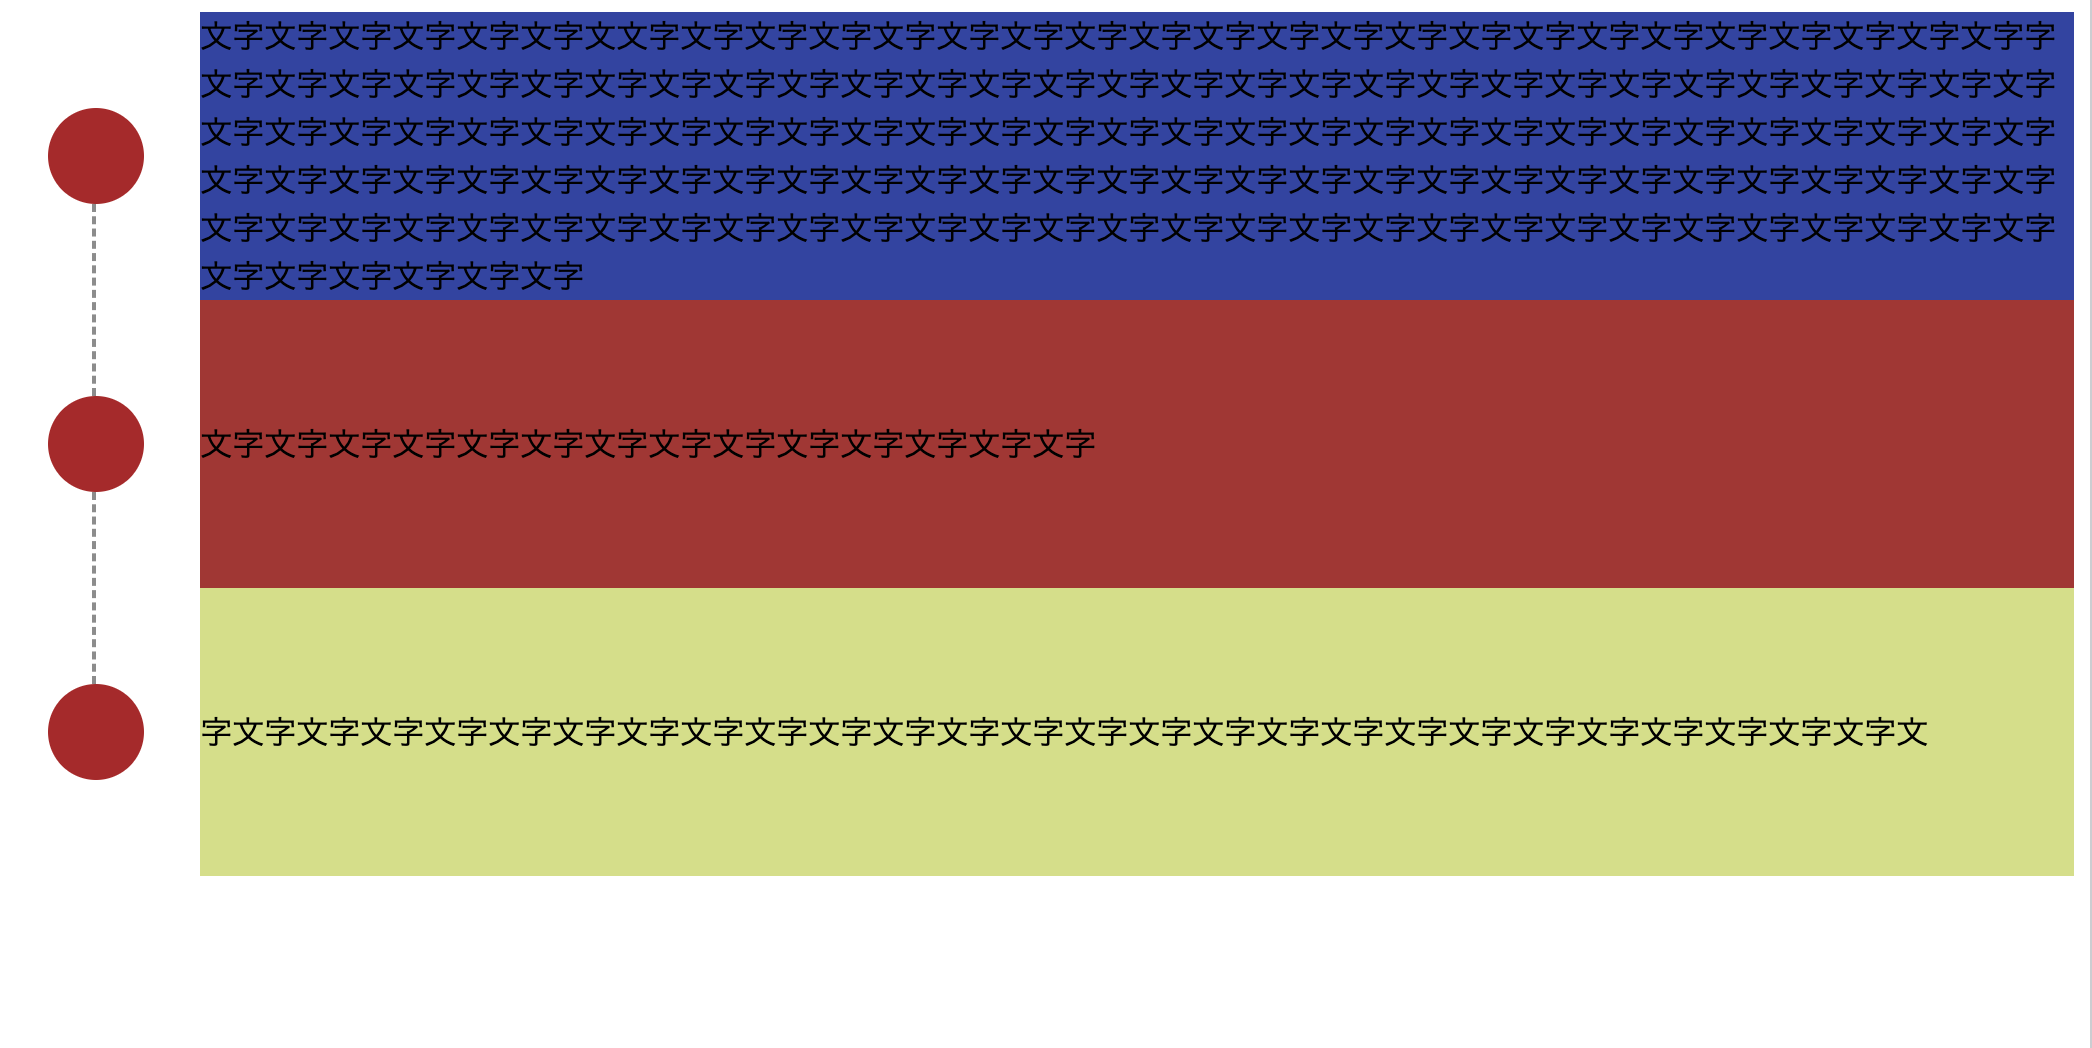 文字文字文字文字文字文字文文字文字文字文字文字文字文字文字文字文字文字文字文字文字文字文字文字文字文字文字文字文字字
文字文字文字文字文字文字文字文字文字文字文字文字文字文字文字文字文字文字文字文字文字文字文字文字文字文字文字文字文字
文字文字文字文字文字文字文字文字文字文字文字文字文字文字文字文字文字文字文字文字文字文字文字文字文字文字文字文字文字
文字文字文字文字文字文字文字文字文字文字文字文字文字文字文字文字文字文字文字文字文字文字文字文字文字文字文字文字文字
文字文字文字文字文字文字文字文字文字文字文字文字文字文字文字文字文字文字文字文字文字文字文字文字文字文字文字文字文字
文字文字文字文字文字文字
文字文字文字文字文字文字文字文字文字文字文字文字文字文字
字文字文字文字文字文字文字文字文字文字文字文字文字文字文字文字文字文字文字文字文字文字文字文字文字文字文字文